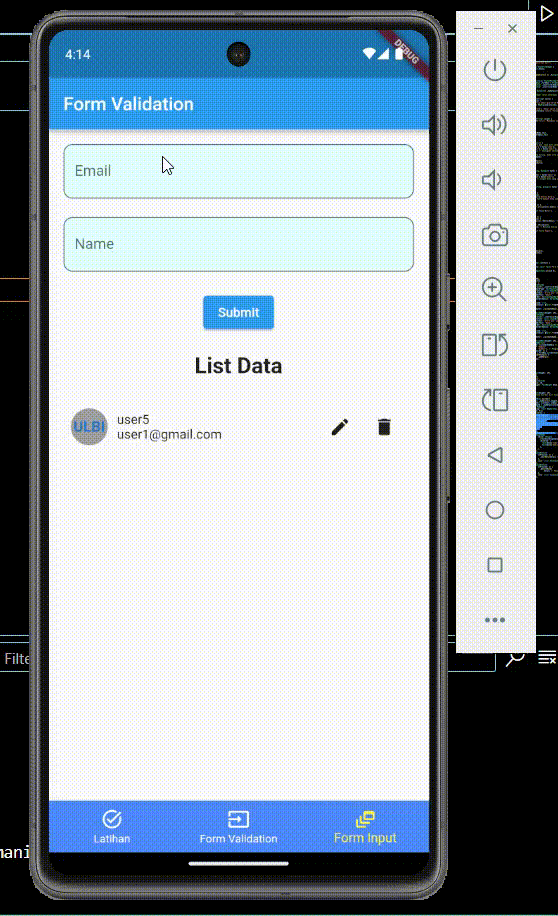 4:14
DEBUG
Form Validation
Email
Name
Submit
List Data
ULBI
user5
user1@gmail.com
Filte
mani
Latihan
Form Validation
Form Input